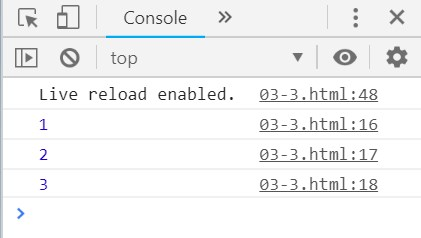 Console
top
Live reload enabled. 03-3.html:48
1 03-3.html:16
2 03-3.html:17
3 03-3.html:18